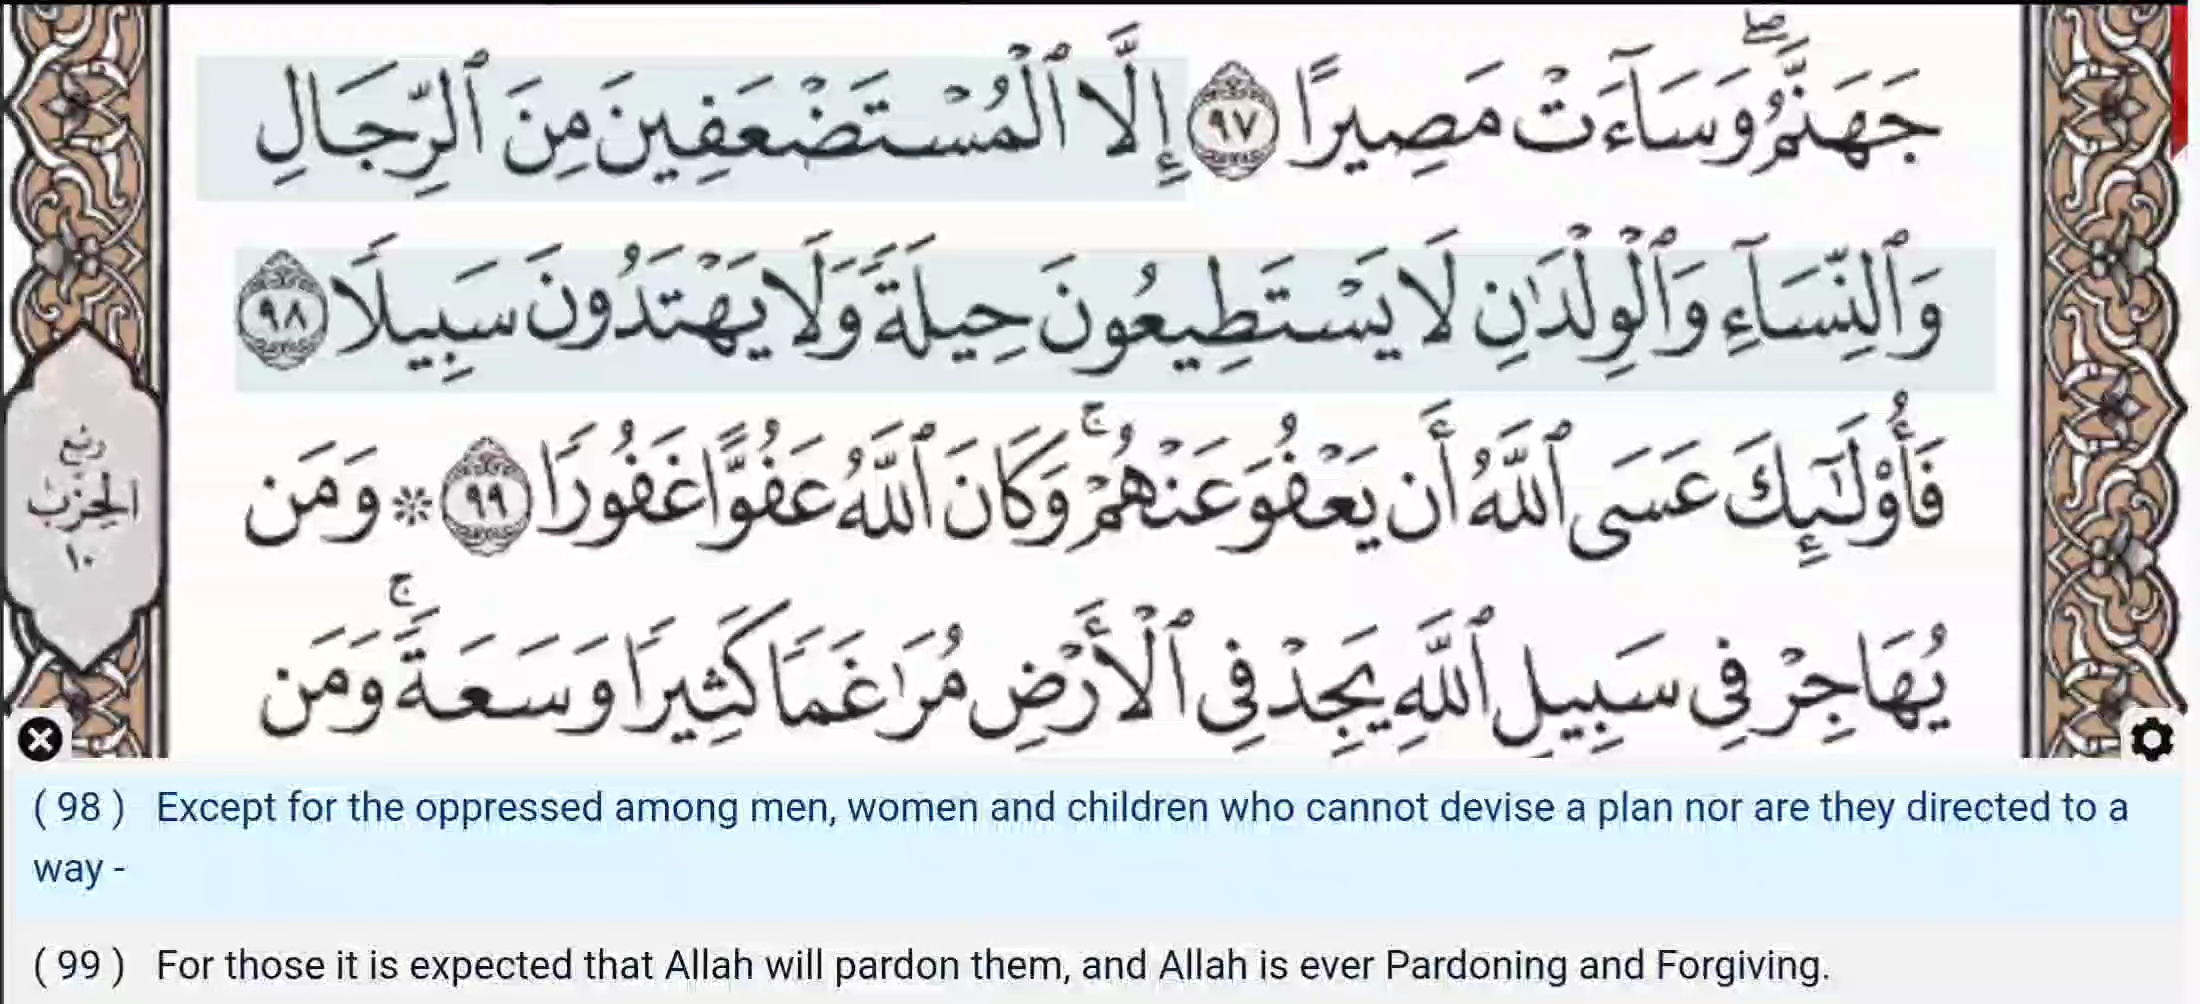 جَهَنَّمُ ۖ وَسَآءَتْ مَصِيرًا ٩٧ إِلَّا ٱلْمُسْتَضْعَفِينَ مِنَ ٱلرِّجَالِ
وَٱلنِّسَآءِ وَٱلْوِلْدَٰنِ لَا يَسْتَطِيعُونَ حِيلَةً وَلَا يَهْتَدُونَ سَبِيلًا ٩٨
فَأُو۟لَـٰٓئِكَ عَسَى ٱللَّهُ أَن يَعْفُوَ عَنْهُمْ ۚ وَكَانَ ٱللَّهُ عَفُوًّا غَفُورًا ٩٩ * وَمَن
يُهَاجِرْ فِى سَبِيلِ ٱللَّهِ يَجِدْ فِى ٱلْأَرْضِ مُرَٰغَمًا كَثِيرًا وَسَعَةً ۚ وَمَن
ربع
الحزب
١٠
( 98 ) Except for the oppressed among men, women and children who cannot devise a plan nor are they directed to a
way -
( 99 ) For those it is expected that Allah will pardon them, and Allah is ever Pardoning and Forgiving.